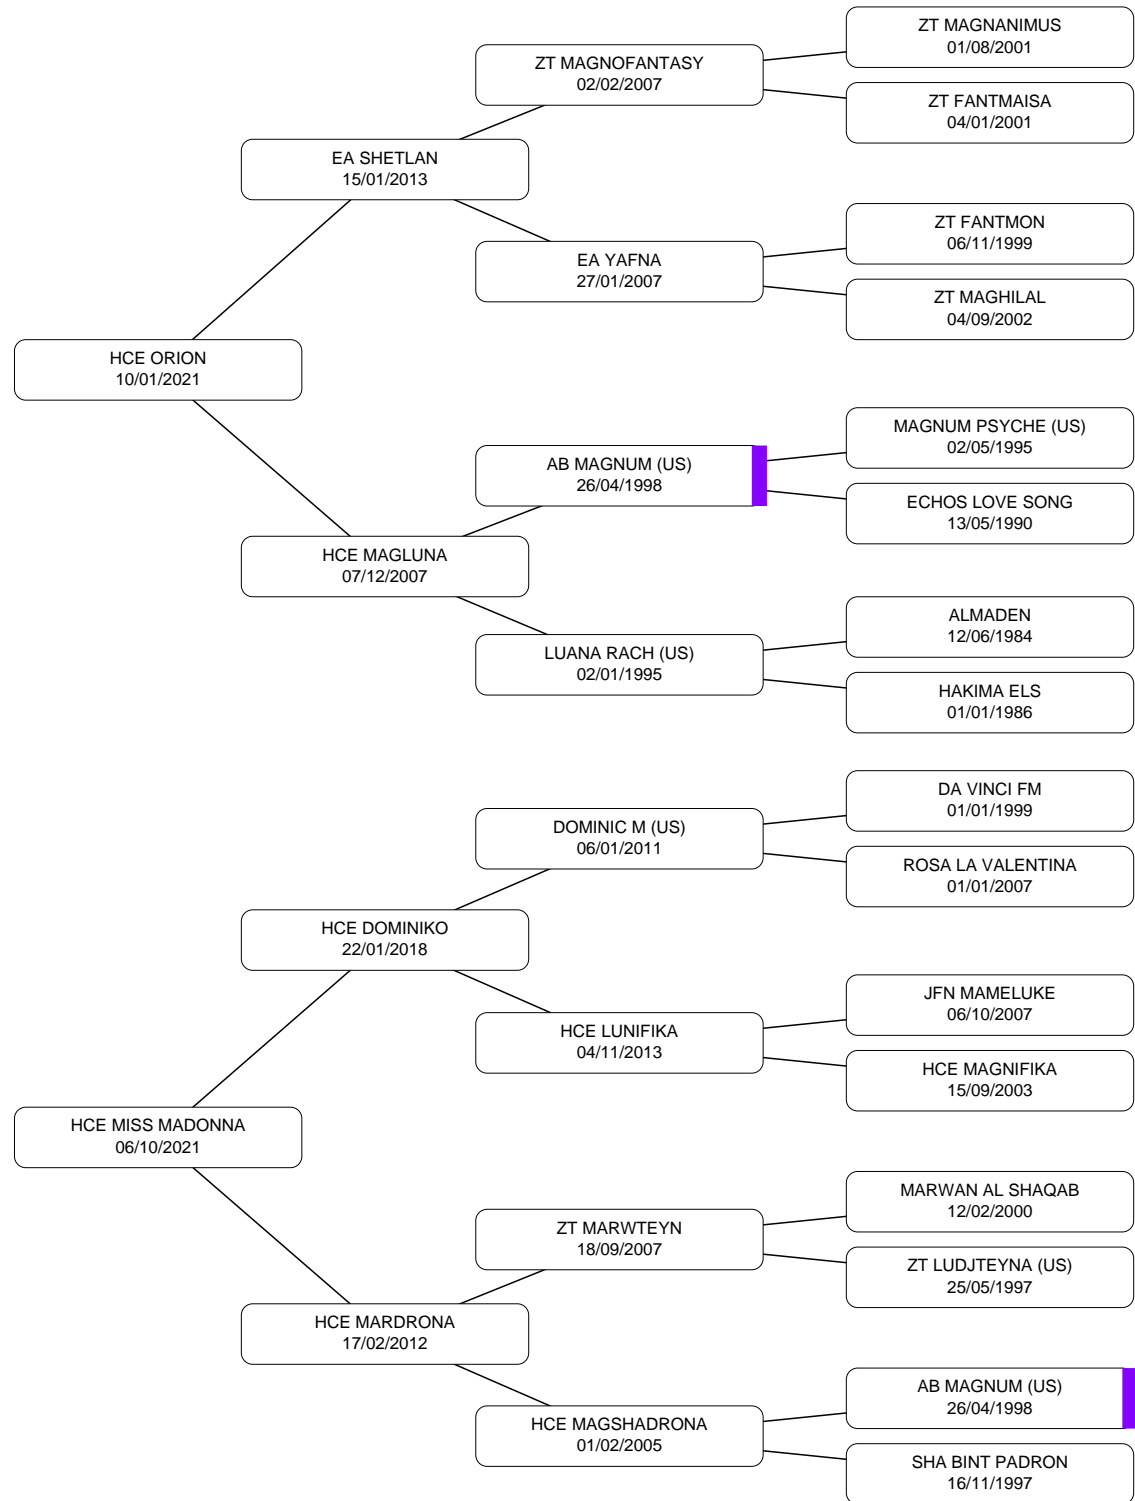 ZT MAGNANIMUS
01/08/2001
ZT MAGNOFANTASY
02/02/2007
ZT FANTMAISA
04/01/2001
EA SHETLAN
15/01/2013
ZT FANTMON
06/11/1999
EA YAFNA
27/01/2007
ZT MAGHILAL
04/09/2002
HCE ORION
10/01/2021
MAGNUM PSYCHE (US)
02/05/1995
AB MAGNUM (US)
26/04/1998
ECHOS LOVE SONG
13/05/1990
HCE MAGLUNA
07/12/2007
ALMADEN
12/06/1984
LUANA RACH (US)
02/01/1995
HAKIMA ELS
01/01/1986
DA VINCI FM
01/01/1999
DOMINIC M (US)
06/01/2011
ROSA LA VALENTINA
01/01/2007
HCE DOMINIKO
22/01/2018
JFN MAMELUKE
06/10/2007
HCE LUNIFIKA
04/11/2013
HCE MAGNIFIKA
15/09/2003
HCE MISS MADONNA
06/10/2021
MARWAN AL SHAQAB
12/02/2000
ZT MARWTEYN
18/09/2007
ZT LUDJTEYNA (US)
25/05/1997
HCE MARDRONA
17/02/2012
AB MAGNUM (US)
26/04/1998
HCE MAGSHADRONA
01/02/2005
SHA BINT PADRON
16/11/1997